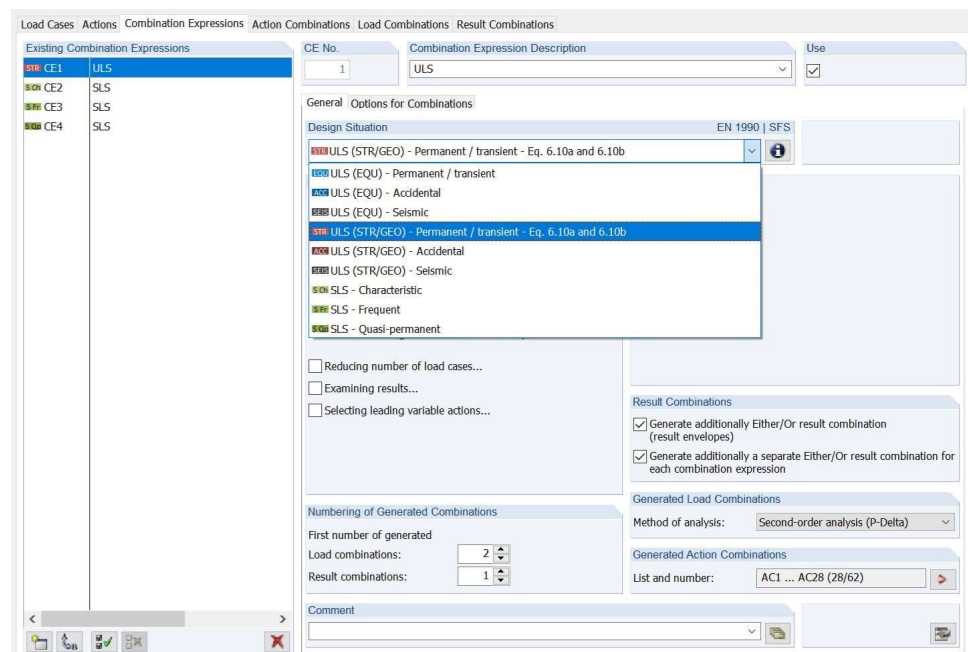 Load Cases Actions Combination Expressions Action Combinations Load Combinations Result Combinations
Existing Combination Expressions
STR CE1 ULS
S Ch CE2 SLS
S Fr CE3 SLS
S Qp CE4 SLS
CE No.
1
Combination Expression Description
ULS
Use
General Options for Combinations
Design Situation EN 1990 | SFS
STR ULS (STR/GEO) - Permanent / transient - Eq. 6.10a and 6.10b
EQU ULS (EQU) - Permanent / transient
ACC ULS (EQU) - Accidental
SEIS ULS (EQU) - Seismic
STR ULS (STR/GEO) - Permanent / transient - Eq. 6.10a and 6.10b
ACC ULS (STR/GEO) - Accidental
SEIS ULS (STR/GEO) - Seismic
S Ch SLS - Characteristic
S Fr SLS - Frequent
S Qp SLS - Quasi-permanent
Reducing number of load cases...
Examining results...
Selecting leading variable actions...
Result Combinations
Generate additionally Either/Or result combination
(result envelopes)
Generate additionally a separate Either/Or result combination for
each combination expression
Numbering of Generated Combinations
First number of generated
Load combinations: 2
Result combinations: 1
Generated Load Combinations
Method of analysis: Second-order analysis (P-Delta)
Generated Action Combinations
List and number: AC1 ... AC28 (28/62)
Comment